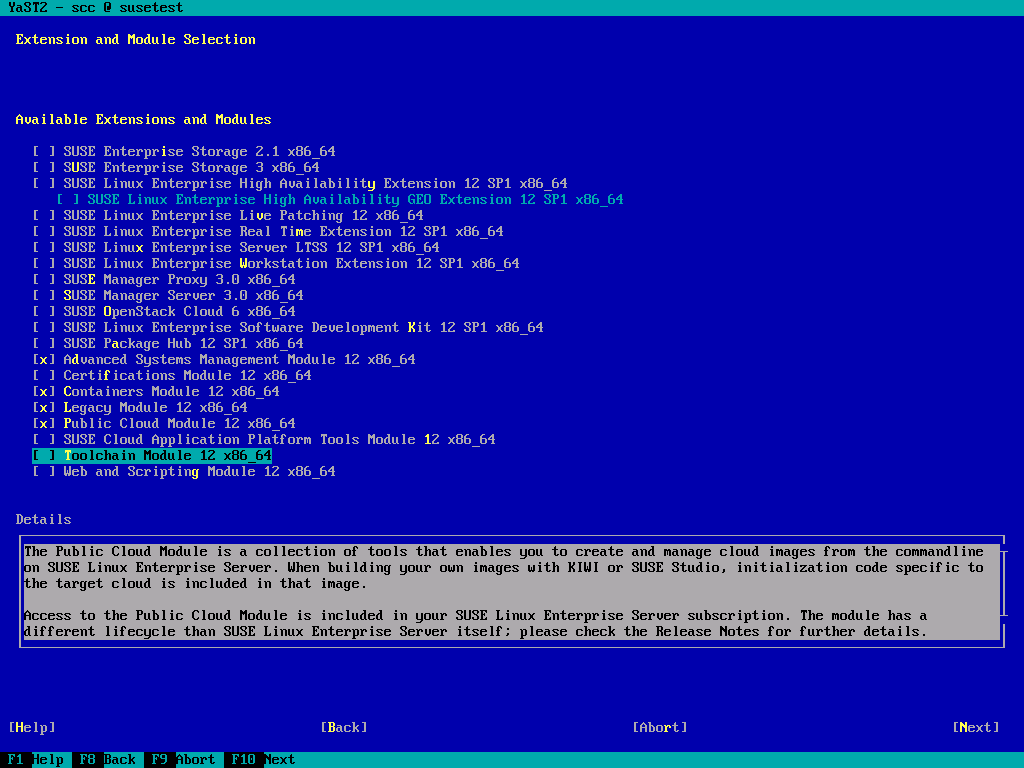 YaST2 - scc @ susetest
Extension and Module Selection
Available Extensions and Modules
[ ] SUSE Enterprise Storage 2.1 x86_64
[ ] SUSE Enterprise Storage 3 x86_64
[ ] SUSE Linux Enterprise High Availability Extension 12 SP1 x86_64
[ ] SUSE Linux Enterprise High Availability GEO Extension 12 SP1 x86_64
[ ] SUSE Linux Enterprise Live Patching 12 x86_64
[ ] SUSE Linux Enterprise Real Time Extension 12 SP1 x86_64
[ ] SUSE Linux Enterprise Server LTSS 12 SP1 x86_64
[ ] SUSE Linux Enterprise Workstation Extension 12 SP1 x86_64
[ ] SUSE Manager Proxy 3.0 x86_64
[ ] SUSE Manager Server 3.0 x86_64
[ ] SUSE OpenStack Cloud 6 x86_64
[ ] SUSE Linux Enterprise Software Development Kit 12 SP1 x86_64
[ ] SUSE Package Hub 12 SP1 x86_64
[x] Advanced Systems Management Module 12 x86_64
[ ] Certifications Module 12 x86_64
[x] Containers Module 12 x86_64
[x] Legacy Module 12 x86_64
[x] Public Cloud Module 12 x86_64
[ ] SUSE Cloud Application Platform Tools Module 12 x86_64
[ ] Toolchain Module 12 x86_64
[ ] Web and Scripting Module 12 x86_64
Details
The Public Cloud Module is a collection of tools that enables you to create and manage cloud images from the commandline
on SUSE Linux Enterprise Server. When building your own images with KIWI or SUSE Studio, initialization code specific to
the target cloud is included in that image.
Access to the Public Cloud Module is included in your SUSE Linux Enterprise Server subscription. The module has a
different lifecycle than SUSE Linux Enterprise Server itself; please check the Release Notes for further details.
[Help] [Back] [Abort] [Next]
F1 Help F8 Back F9 Abort F10 Next